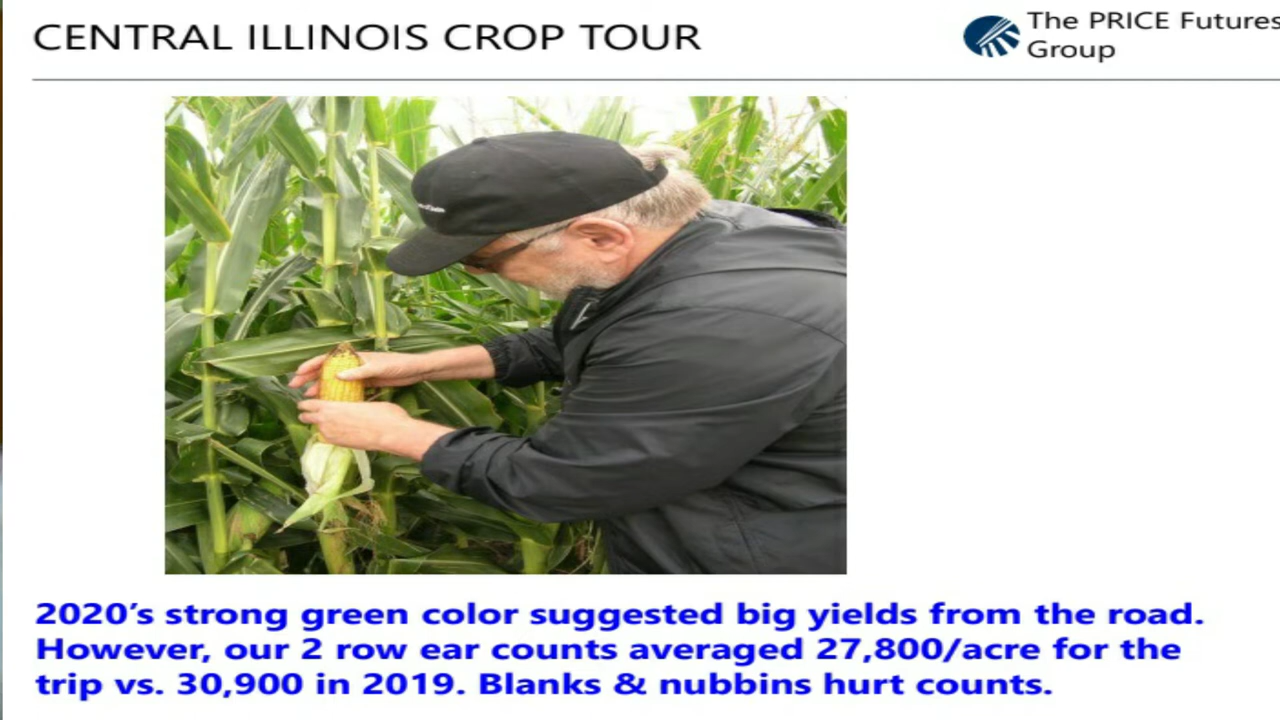 CENTRAL ILLINOIS CROP TOUR
The PRICE Futures
Group
2020’s strong green color suggested big yields from the road.
However, our 2 row ear counts averaged 27,800/acre for the
trip vs. 30,900 in 2019. Blanks & nubbins hurt counts.